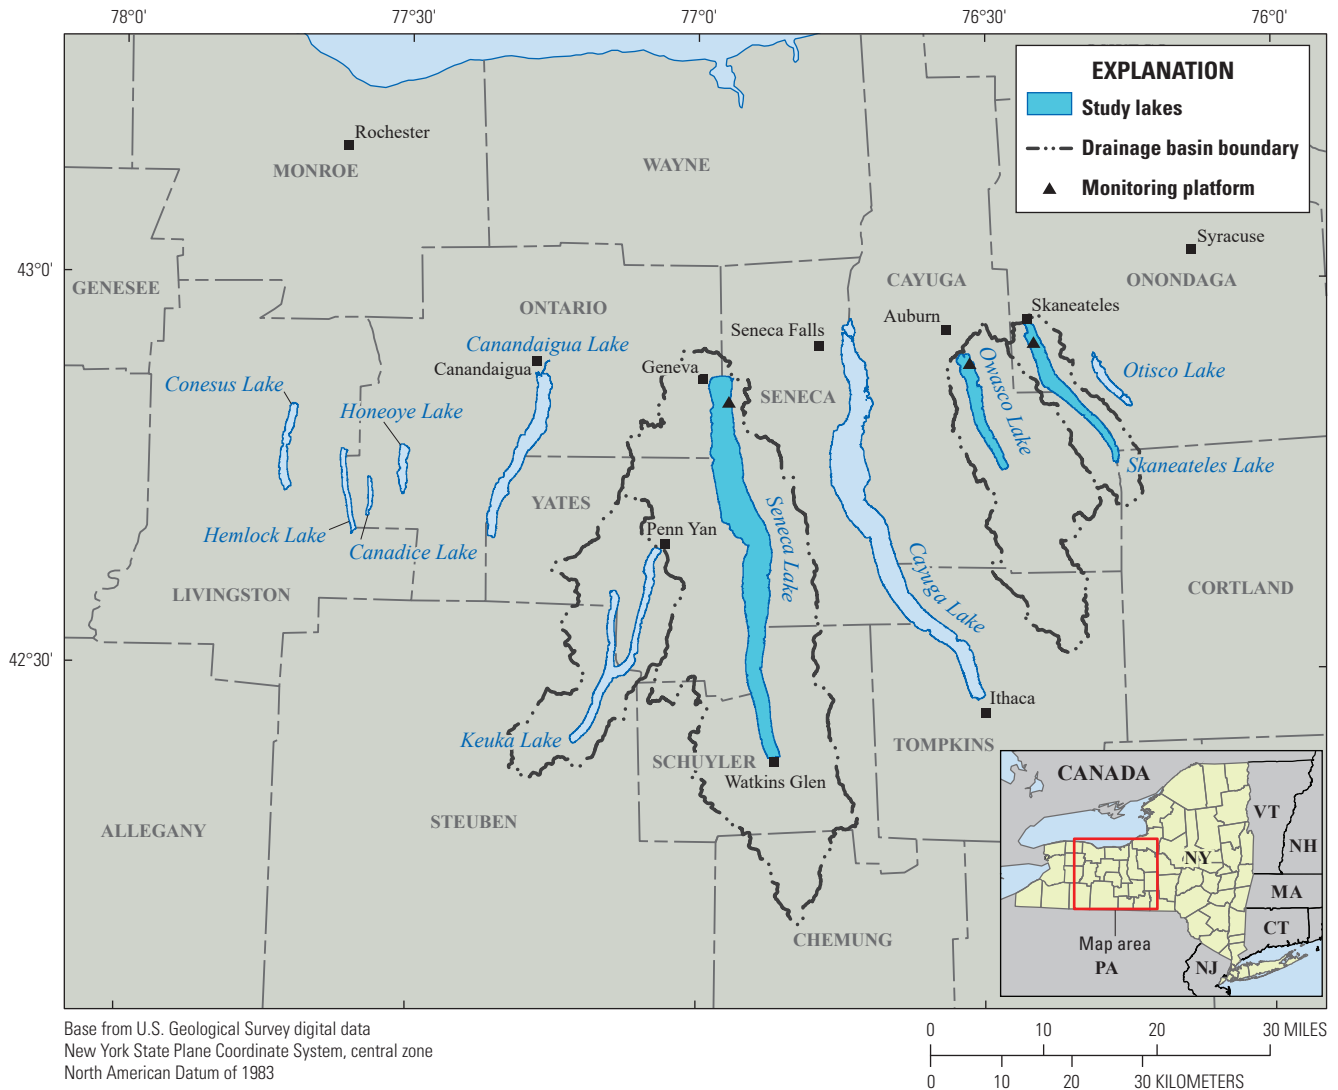 78°0'
77°30'
77°0'
76°30'
76°0'
EXPLANATION
Study lakes
Drainage basin boundary
Monitoring platform
Rochester
MONROE
WAYNE
Syracuse
43°0'
GENESEE
CAYUGA
ONONDAGA
ONTARIO
Skaneateles
Auburn
Seneca Falls
Canandaigua Lake
Canandaigua
Geneva
Owasco Lake
Otisco Lake
Conesus Lake
Honeoye Lake
SENECA
Skaneateles Lake
YATES
Seneca Lake
Hemlock Lake
Penn Yan
Canadice Lake
Cayuga Lake
LIVINGSTON
CORTLAND
42°30'
Ithaca
Keuka Lake
TOMPKINS
SCHUYLER
Watkins Glen
STEUBEN
ALLEGANY
CHEMUNG
CANADA
VT
NH
NY
MA
CT
Map area
PA
NJ
Base from U.S. Geological Survey digital data
New York State Plane Coordinate System, central zone
North American Datum of 1983
0 10 20 30 MILES
0 10 20 30 KILOMETERS